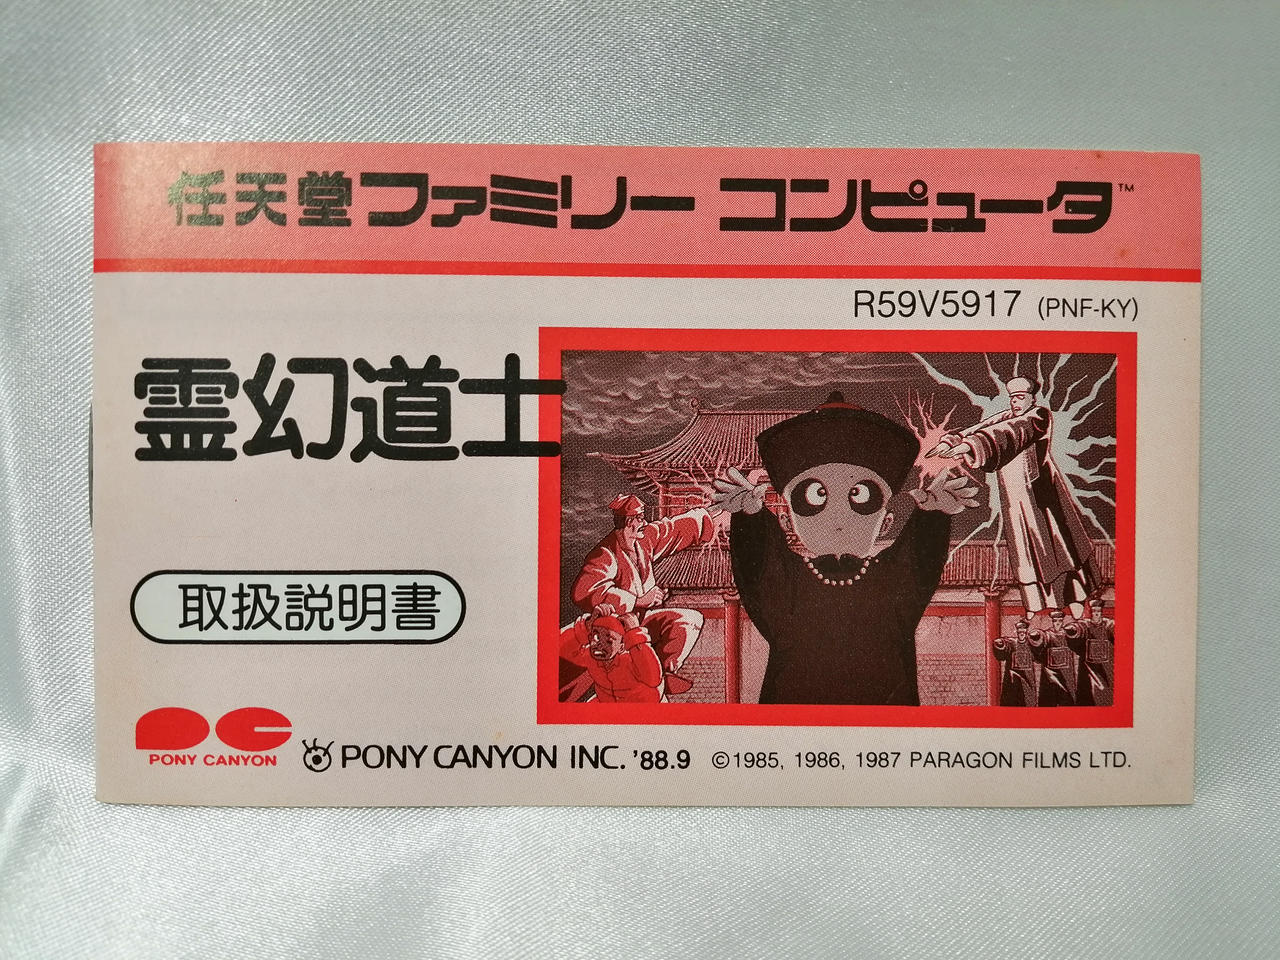 任天堂ファミリー コンピュータ™
R59V5917 (PNF-KY)
霊幻道士
取扱説明書
PONY CANYON
PONY CANYON INC. '88.9 ©1985, 1986, 1987 PARAGON FILMS LTD.